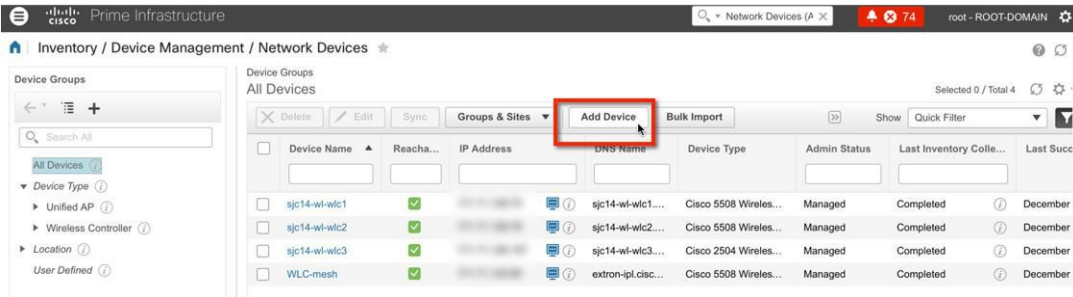 cisco Prime Infrastructure
Network Devices (A
74
root - ROOT-DOMAIN
Inventory / Device Management / Network Devices
Device Groups
Search All
All Devices
Device Type
Unified AP
Wireless Controller
Location
User Defined
Device Groups
All Devices
Selected 0 / Total 4
Delete Edit Sync Groups & Sites Add Device Bulk Import Show Quick Filter
Device Name Reacha... IP Address DNS Name Device Type Admin Status Last Inventory Colle... Last Succ
sjc14-wl-wlc1 sjc14-wl-wlc1.... Cisco 5508 Wireles... Managed Completed December
sjc14-wl-wlc2 sjc14-wl-wlc2.... Cisco 5508 Wireles... Managed Completed December
sjc14-wl-wlc3 sjc14-wl-wlc3.... Cisco 2504 Wireles... Managed Completed December
WLC-mesh extron-ipl.cisc... Cisco 5508 Wireles... Managed Completed December